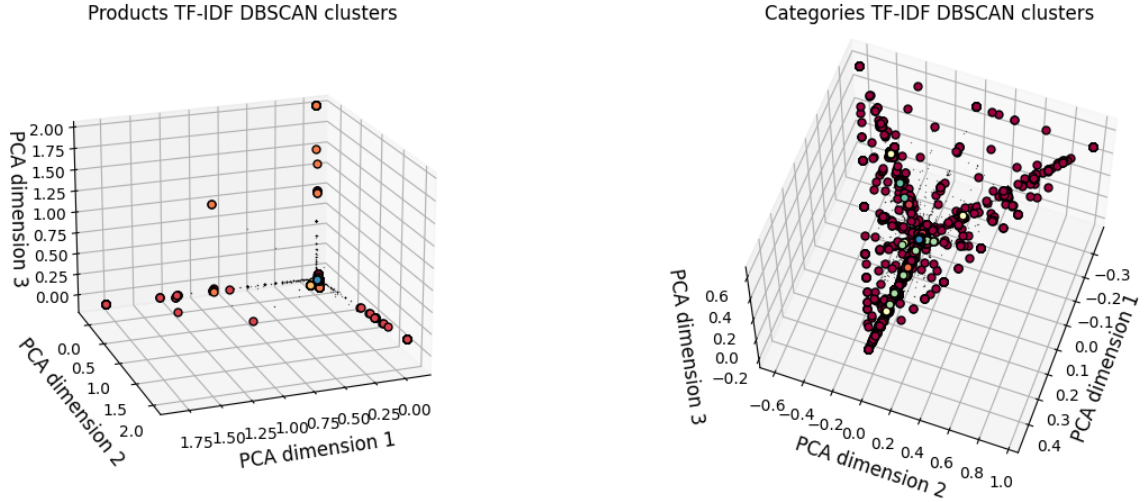 Products TF-IDF DBSCAN clusters
PCA dimension 3
2.00
1.75
1.50
1.25
1.00
0.75
0.50
0.25
0.00
PCA dimension 2
0.0
0.5
1.0
1.5
2.0
1.75 1.50 1.25 1.00 0.75 0.50 0.25 0.00
PCA dimension 1
Categories TF-IDF DBSCAN clusters
PCA dimension 3
0.6
0.4
0.2
0.0
−0.2
−0.6 −0.4 −0.2 0.0 0.2 0.4 0.6 0.8 1.0
PCA dimension 2
−0.3
−0.2
−0.1
0.0
0.1
0.2
0.3
0.4
PCA dimension 1